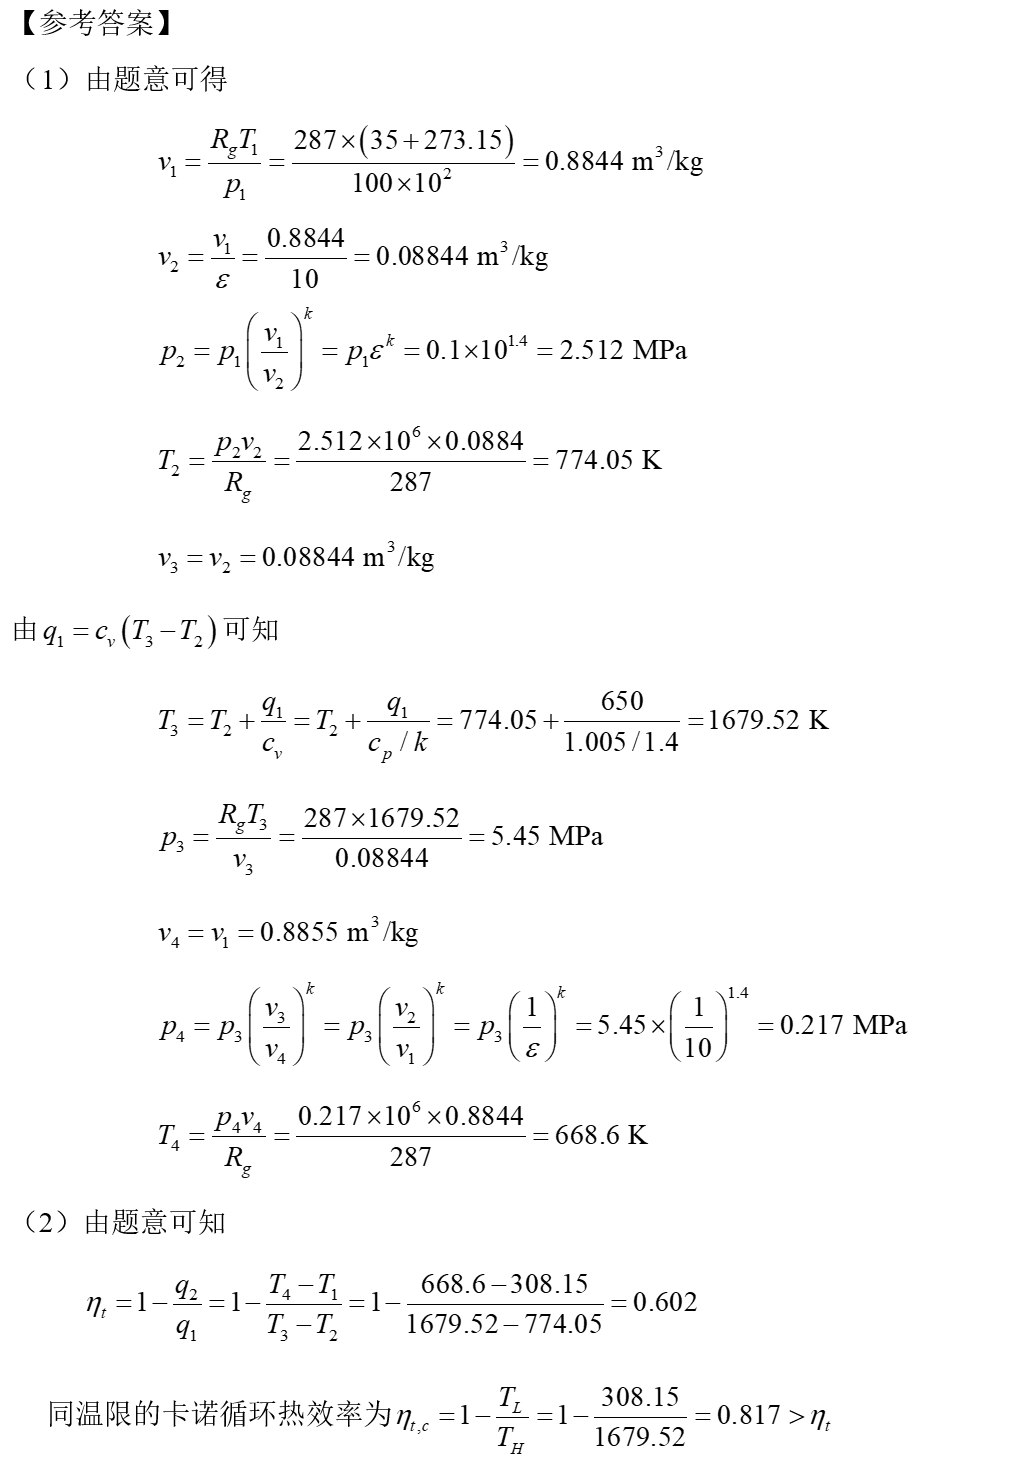 【参考答案】
（1）由题意可得
v₁ = R_gT₁/p₁ = 287×(35+273.15)/(100×10²) = 0.8844 m³/kg
v₂ = v₁/ε = 0.8844/10 = 0.08844 m³/kg
p₂ = p₁(v₁/v₂)^k = p₁ε^k = 0.1×10^1.4 = 2.512 MPa
T₂ = p₂v₂/R_g = 2.512×10⁶×0.0884/287 = 774.05 K
v₃ = v₂ = 0.08844 m³/kg
由 q₁ = c_v(T₃−T₂) 可知
T₃ = T₂ + q₁/c_v = T₂ + q₁/(c_p/k) = 774.05 + 650/(1.005/1.4) = 1679.52 K
p₃ = R_gT₃/v₃ = 287×1679.52/0.08844 = 5.45 MPa
v₄ = v₁ = 0.8855 m³/kg
p₄ = p₃(v₃/v₄)^k = p₃(v₂/v₁)^k = p₃(1/ε)^k = 5.45×(1/10)^1.4 = 0.217 MPa
T₄ = p₄v₄/R_g = 0.217×10⁶×0.8844/287 = 668.6 K
（2）由题意可知
η_t = 1 − q₂/q₁ = 1 − (T₄−T₁)/(T₃−T₂) = 1 − (668.6−308.15)/(1679.52−774.05) = 0.602
同温限的卡诺循环热效率为 η_t,c = 1 − T_L/T_H = 1 − 308.15/1679.52 = 0.817 > η_t